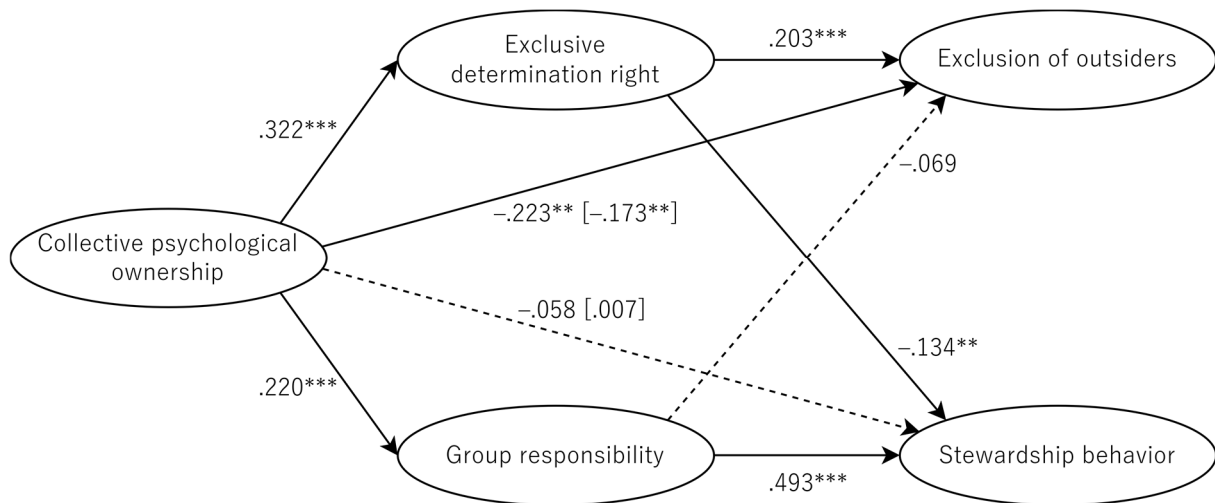 Exclusive
determination right
.203***
Exclusion of outsiders
.322***
–.069
–.223** [–.173**]
Collective psychological
ownership
–.058 [.007]
–.134**
.220***
Group responsibility
.493***
Stewardship behavior